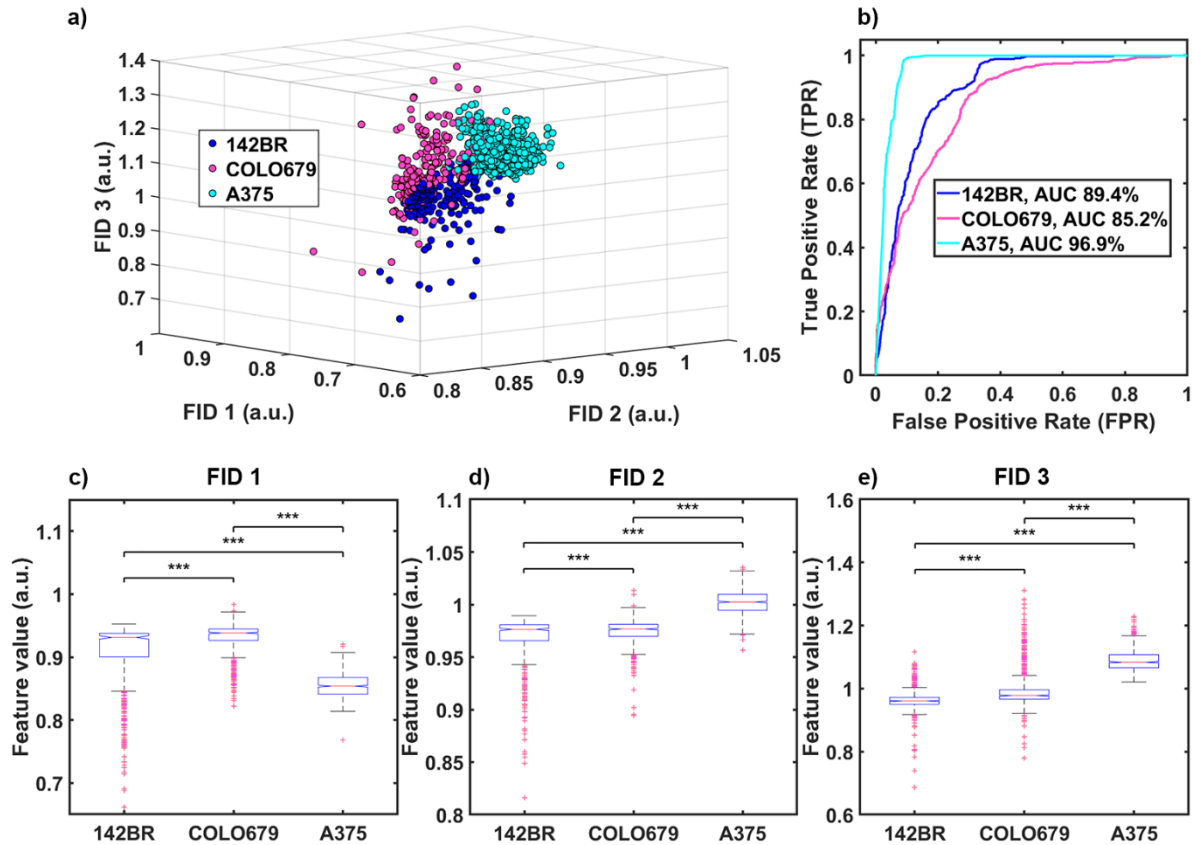 a)
1.4
1.3
1.2
1.1
1
0.9
0.8
0.7
FID 3 (a.u.)
142BR
COLO679
A375
1
0.9
0.8
0.7
0.6
FID 1 (a.u.)
0.8
0.85
0.9
0.95
1
1.05
FID 2 (a.u.)
b)
1
0.8
0.6
0.4
0.2
0
True Positive Rate (TPR)
142BR, AUC 89.4%
COLO679, AUC 85.2%
A375, AUC 96.9%
0
0.2
0.4
0.6
0.8
1
False Positive Rate (FPR)
c)
FID 1
1.1
1
0.9
0.8
0.7
Feature value (a.u.)
***
***
***
142BR
COLO679
A375
d)
FID 2
1.1
1.05
1
0.95
0.9
0.85
0.8
Feature value (a.u.)
***
***
***
142BR
COLO679
A375
e)
FID 3
1.6
1.4
1.2
1
0.8
0.6
Feature value (a.u.)
***
***
***
142BR
COLO679
A375